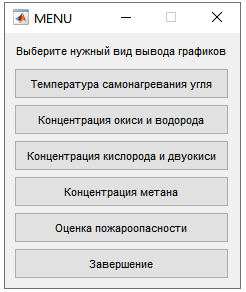 MENU
Выберите нужный вид вывода графиков
Температура самонагревания угля
Концентрация окиси и водорода
Концентрация кислорода и двуокиси
Концентрация метана
Оценка пожароопасности
Завершение